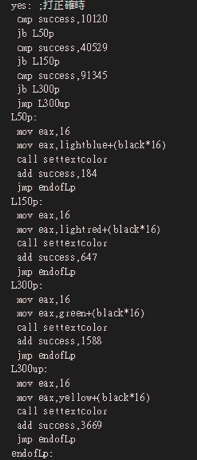 yes: ;打正確時
cmp success,10120
jb L50p
cmp success,40529
jb L150p
cmp success,91345
jb L300p
jmp L300up
L50p:
mov eax,16
mov eax,lightblue+(black*16)
call settextcolor
add success,184
jmp endofLp
L150p:
mov eax,16
mov eax,lightred+(black*16)
call settextcolor
add success,647
jmp endofLp
L300p:
mov eax,16
mov eax,green+(black*16)
call settextcolor
add success,1588
jmp endofLp
L300up:
mov eax,16
mov eax,yellow+(black*16)
call settextcolor
add success,3669
jmp endofLp
endofLp: